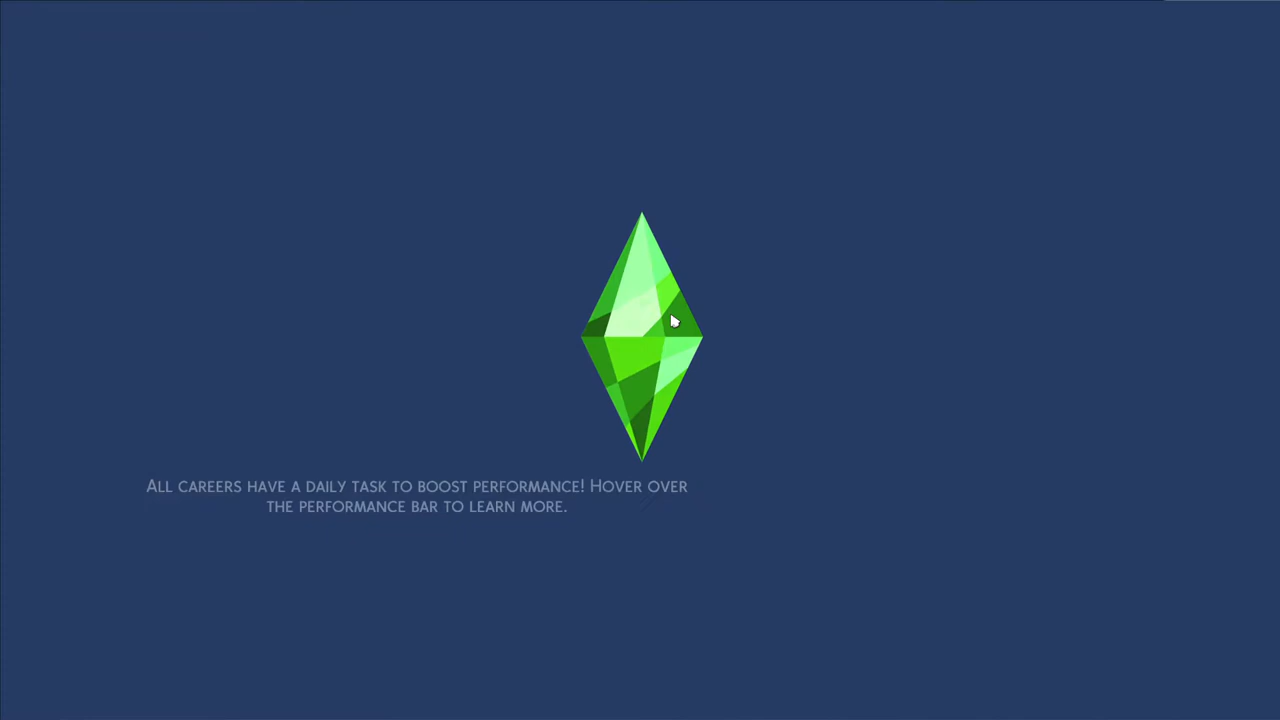 All careers have a daily task to boost performance! Hover over
the performance bar to learn more.